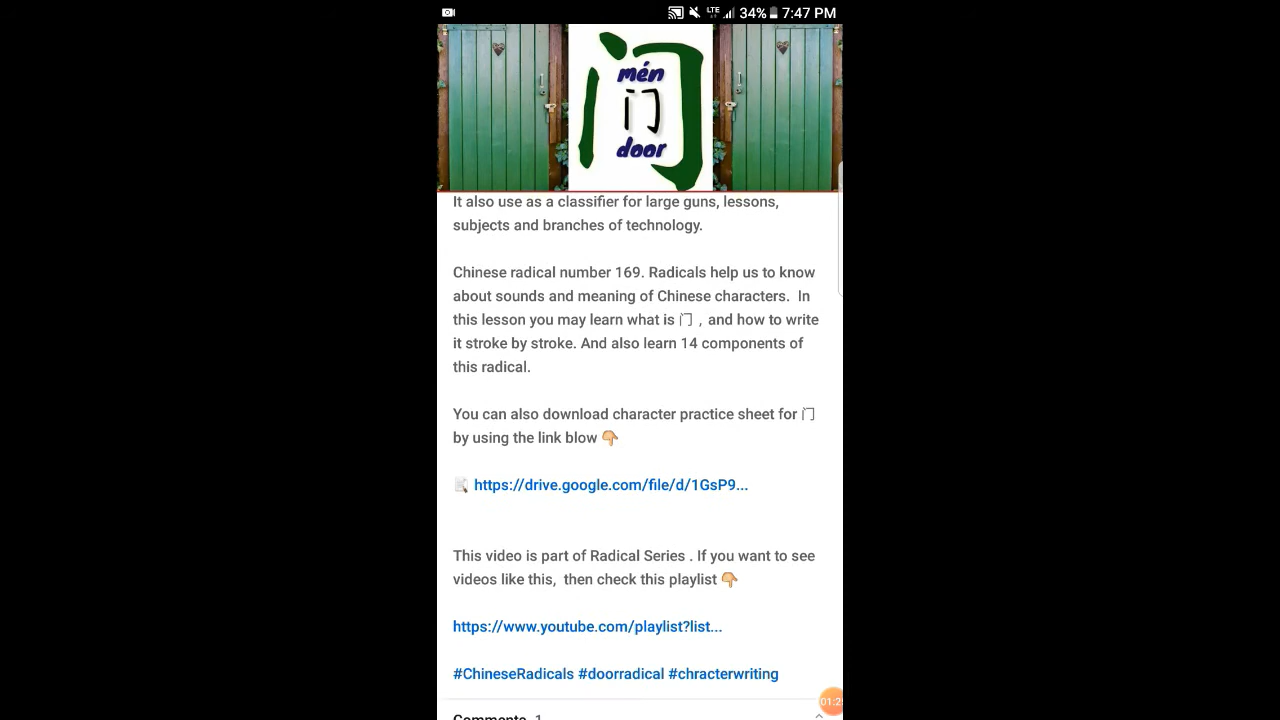 LTE 34% 7:47 PM
门
mén
门
door
It also use as a classifier for large guns, lessons,
subjects and branches of technology.
Chinese radical number 169. Radicals help us to know
about sounds and meaning of Chinese characters. In
this lesson you may learn what is 门 , and how to write
it stroke by stroke. And also learn 14 components of
this radical.
You can also download character practice sheet for 门
by using the link blow 👇
https://drive.google.com/file/d/1GsP9...
This video is part of Radical Series . If you want to see
videos like this, then check this playlist 👇
https://www.youtube.com/playlist?list...
#ChineseRadicals #doorradical #chracterwriting
Comments 1